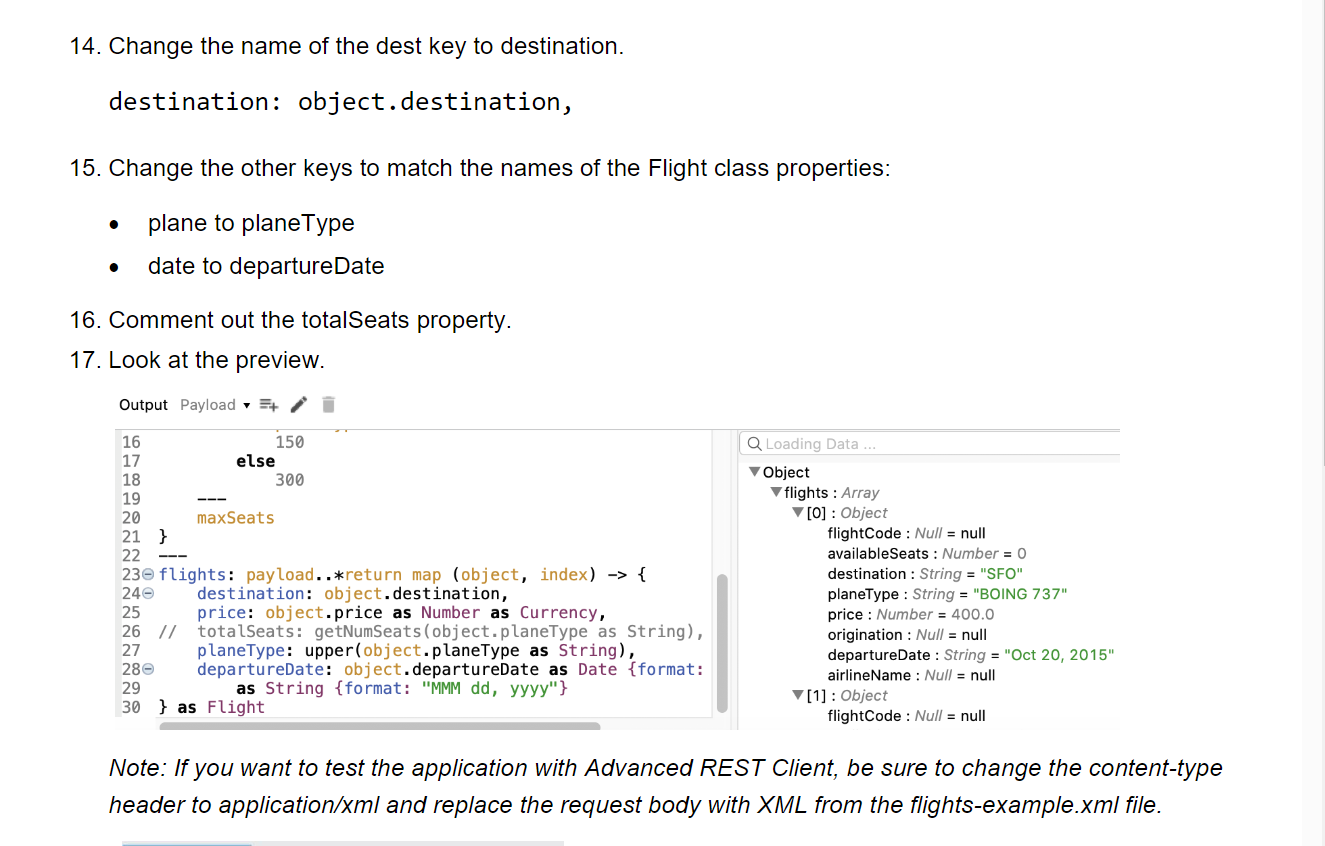 14. Change the name of the dest key to destination.
destination: object.destination,
15. Change the other keys to match the names of the Flight class properties:
• plane to planeType
• date to departureDate
16. Comment out the totalSeats property.
17. Look at the preview.
Output Payload
16 150
17 else
18 300
19 ---
20 maxSeats
21 }
22 ---
23 flights: payload..*return map (object, index) -> {
24 destination: object.destination,
25 price: object.price as Number as Currency,
26 // totalSeats: getNumSeats(object.planeType as String),
27 planeType: upper(object.planeType as String),
28 departureDate: object.departureDate as Date {format:
29 as String {format: "MMM dd, yyyy"}
30 } as Flight
Loading Data ...
Object
flights : Array
[0] : Object
flightCode : Null = null
availableSeats : Number = 0
destination : String = "SFO"
planeType : String = "BOING 737"
price : Number = 400.0
origination : Null = null
departureDate : String = "Oct 20, 2015"
airlineName : Null = null
[1] : Object
flightCode : Null = null
Note: If you want to test the application with Advanced REST Client, be sure to change the content-type
header to application/xml and replace the request body with XML from the flights-example.xml file.